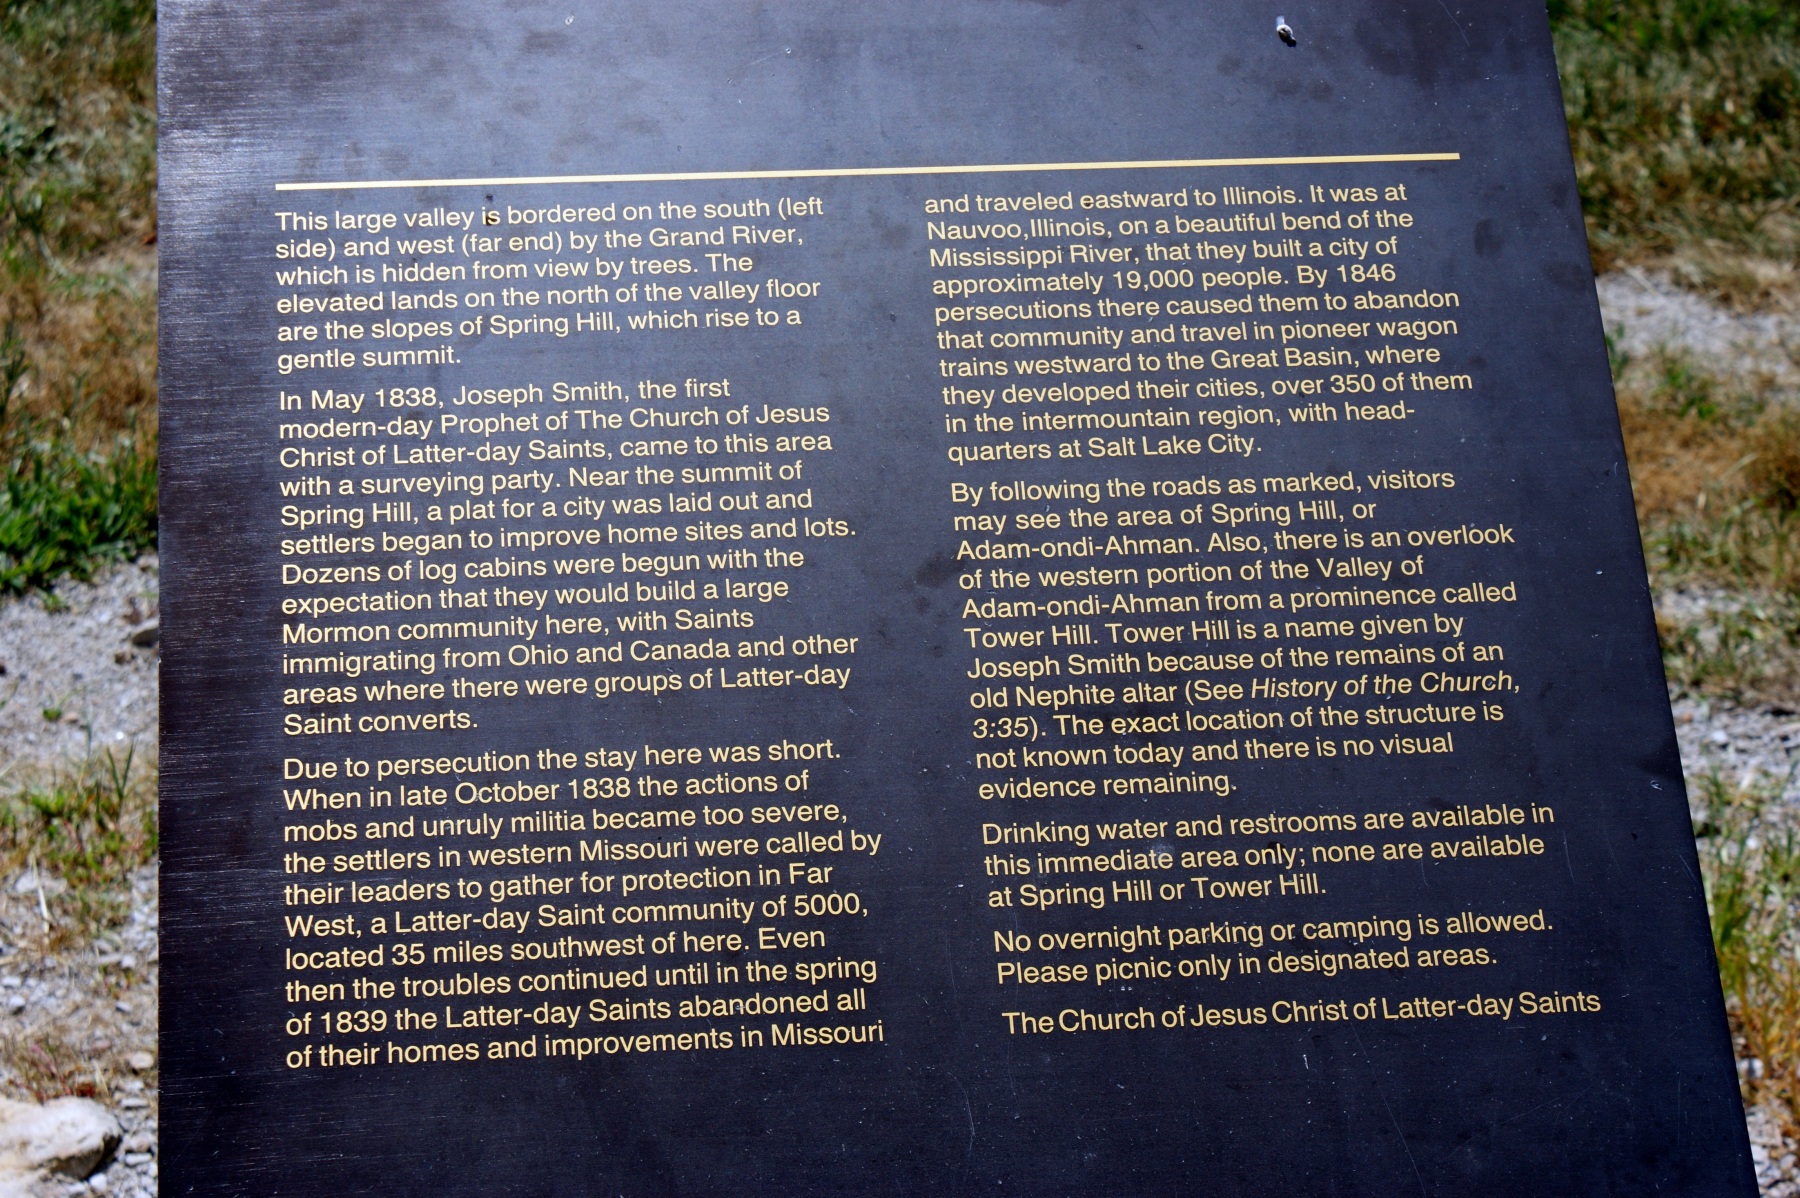 This large valley is bordered on the south (left
side) and west (far end) by the Grand River,
which is hidden from view by trees. The
elevated lands on the north of the valley floor
are the slopes of Spring Hill, which rise to a
gentle summit.
In May 1838, Joseph Smith, the first
modern-day Prophet of The Church of Jesus
Christ of Latter-day Saints, came to this area
with a surveying party. Near the summit of
Spring Hill, a plat for a city was laid out and
settlers began to improve home sites and lots.
Dozens of log cabins were begun with the
expectation that they would build a large
Mormon community here, with Saints
immigrating from Ohio and Canada and other
areas where there were groups of Latter-day
Saint converts.
Due to persecution the stay here was short.
When in late October 1838 the actions of
mobs and unruly militia became too severe,
the settlers in western Missouri were called by
their leaders to gather for protection in Far
West, a Latter-day Saint community of 5000,
located 35 miles southwest of here. Even
then the troubles continued until in the spring
of 1839 the Latter-day Saints abandoned all
of their homes and improvements in Missouri
and traveled eastward to Illinois. It was at
Nauvoo,Illinois, on a beautiful bend of the
Mississippi River, that they built a city of
approximately 19,000 people. By 1846
persecutions there caused them to abandon
that community and travel in pioneer wagon
trains westward to the Great Basin, where
they developed their cities, over 350 of them
in the intermountain region, with head-
quarters at Salt Lake City.
By following the roads as marked, visitors
may see the area of Spring Hill, or
Adam-ondi-Ahman. Also, there is an overlook
of the western portion of the Valley of
Adam-ondi-Ahman from a prominence called
Tower Hill. Tower Hill is a name given by
Joseph Smith because of the remains of an
old Nephite altar (See History of the Church,
3:35). The exact location of the structure is
not known today and there is no visual
evidence remaining.
Drinking water and restrooms are available in
this immediate area only; none are available
at Spring Hill or Tower Hill.
No overnight parking or camping is allowed.
Please picnic only in designated areas.
The Church of Jesus Christ of Latter-day Saints